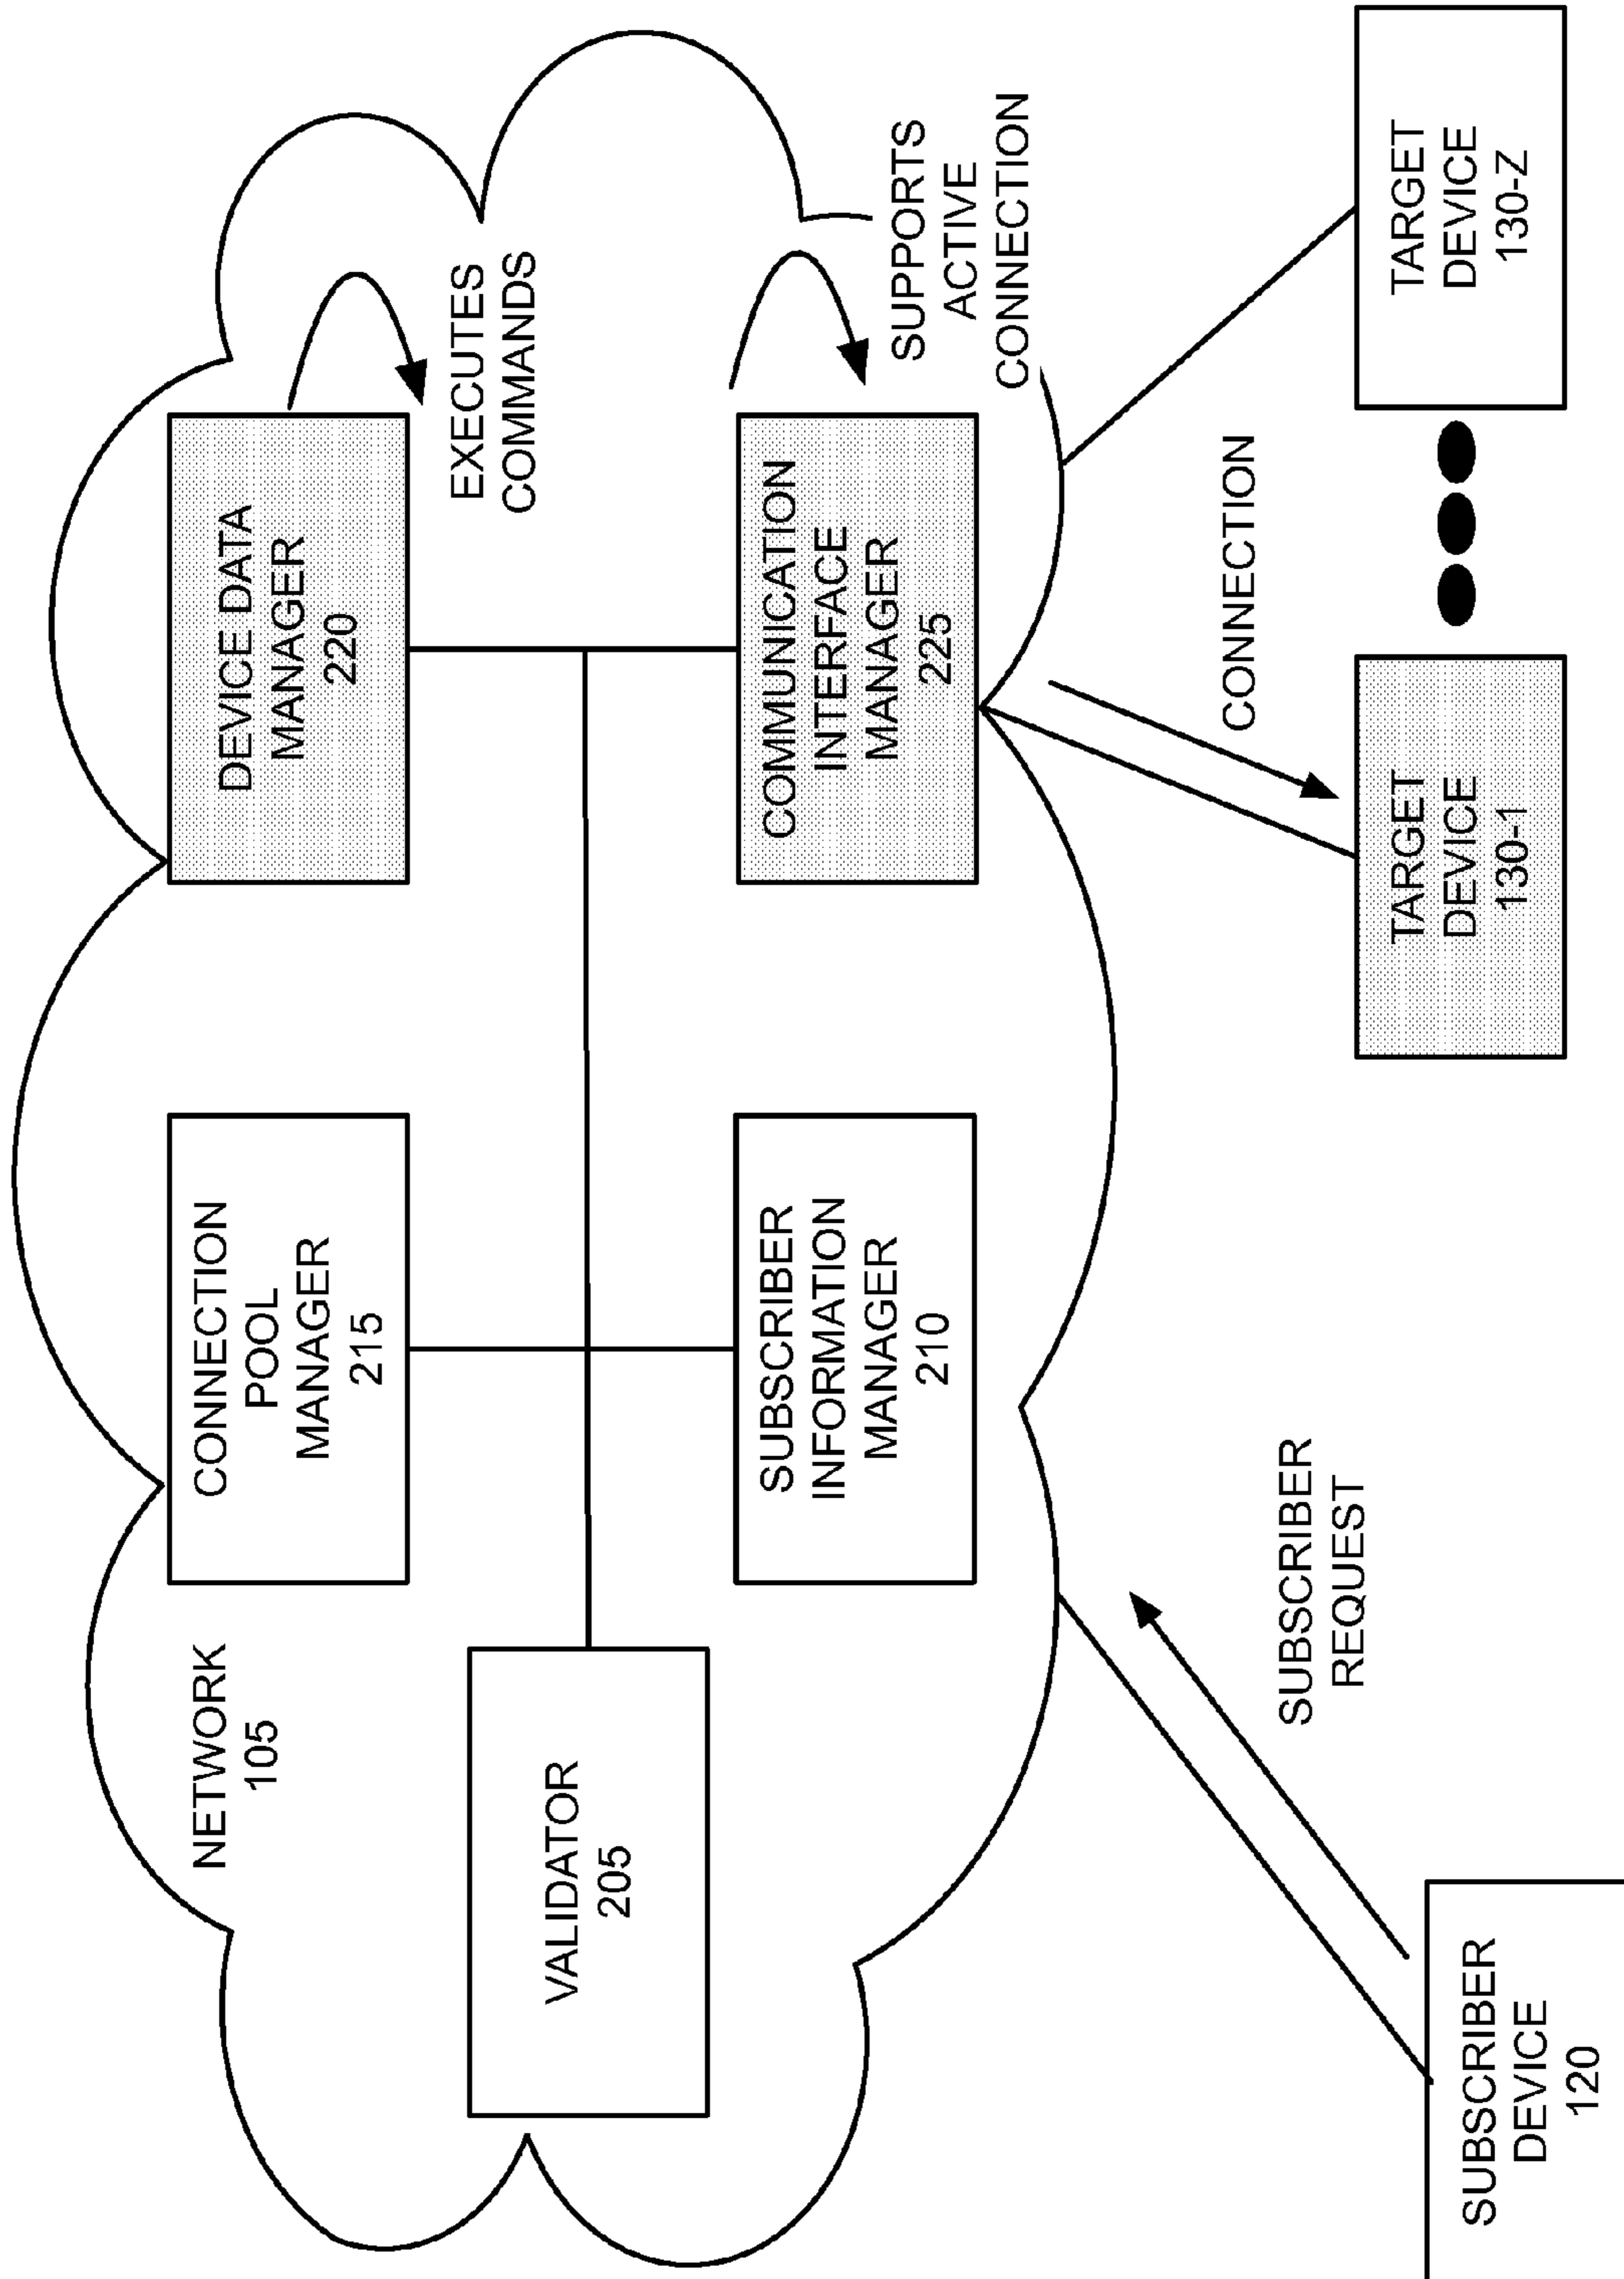 NETWORK
105
CONNECTION
POOL
MANAGER
215
DEVICE DATA
MANAGER
220
EXECUTES
COMMANDS
VALIDATOR
205
SUBSCRIBER
INFORMATION
MANAGER
210
COMMUNICATION
INTERFACE
MANAGER
225
SUPPORTS
ACTIVE
CONNECTION
SUBSCRIBER
REQUEST
CONNECTION
SUBSCRIBER
DEVICE
120
TARGET
DEVICE
130-1
TARGET
DEVICE
130-Z